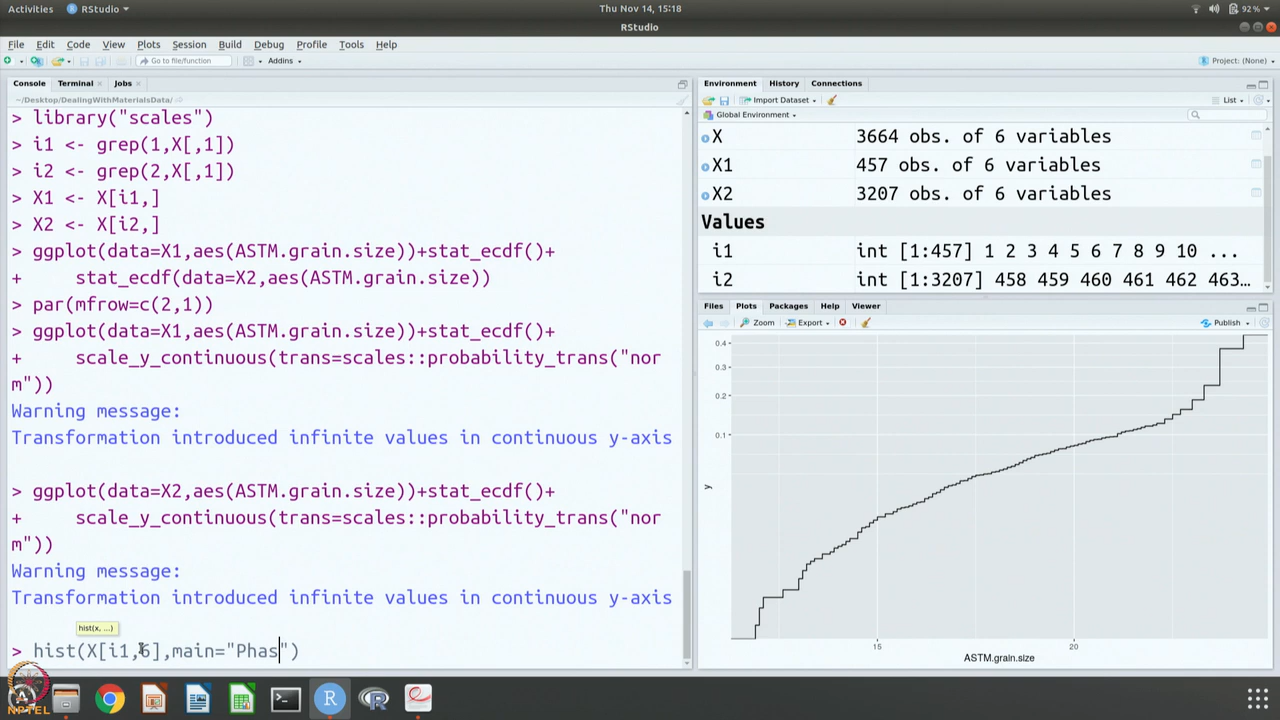 Activities RStudio Thu Nov 14, 15:18 92%
RStudio
File Edit Code View Plots Session Build Debug Profile Tools Help
Go to file/function Addins Project: (None)
Console Terminal Jobs
~/Desktop/DealingWithMaterialsData/
> library("scales")
> i1 <- grep(1,X[,1])
> i2 <- grep(2,X[,1])
> X1 <- X[i1,]
> X2 <- X[i2,]
> ggplot(data=X1,aes(ASTM.grain.size))+stat_ecdf()+
+     stat_ecdf(data=X2,aes(ASTM.grain.size))
> par(mfrow=c(2,1))
> ggplot(data=X1,aes(ASTM.grain.size))+stat_ecdf()+
+     scale_y_continuous(trans=scales::probability_trans("nor
m"))
Warning message:
Transformation introduced infinite values in continuous y-axis
> ggplot(data=X2,aes(ASTM.grain.size))+stat_ecdf()+
+     scale_y_continuous(trans=scales::probability_trans("nor
m"))
Warning message:
Transformation introduced infinite values in continuous y-axis
hist(x, ...)
> hist(X[i1,6],main="Phas")
Environment History Connections
Import Dataset List
Global Environment
X 3664 obs. of 6 variables
X1 457 obs. of 6 variables
X2 3207 obs. of 6 variables
Values
i1 int [1:457] 1 2 3 4 5 6 7 8 9 10 ...
i2 int [1:3207] 458 459 460 461 462 463…
Files Plots Packages Help Viewer
Zoom Export Publish
0.4
0.3
0.2
0.1
y
15 20
ASTM.grain.size
NPTEL